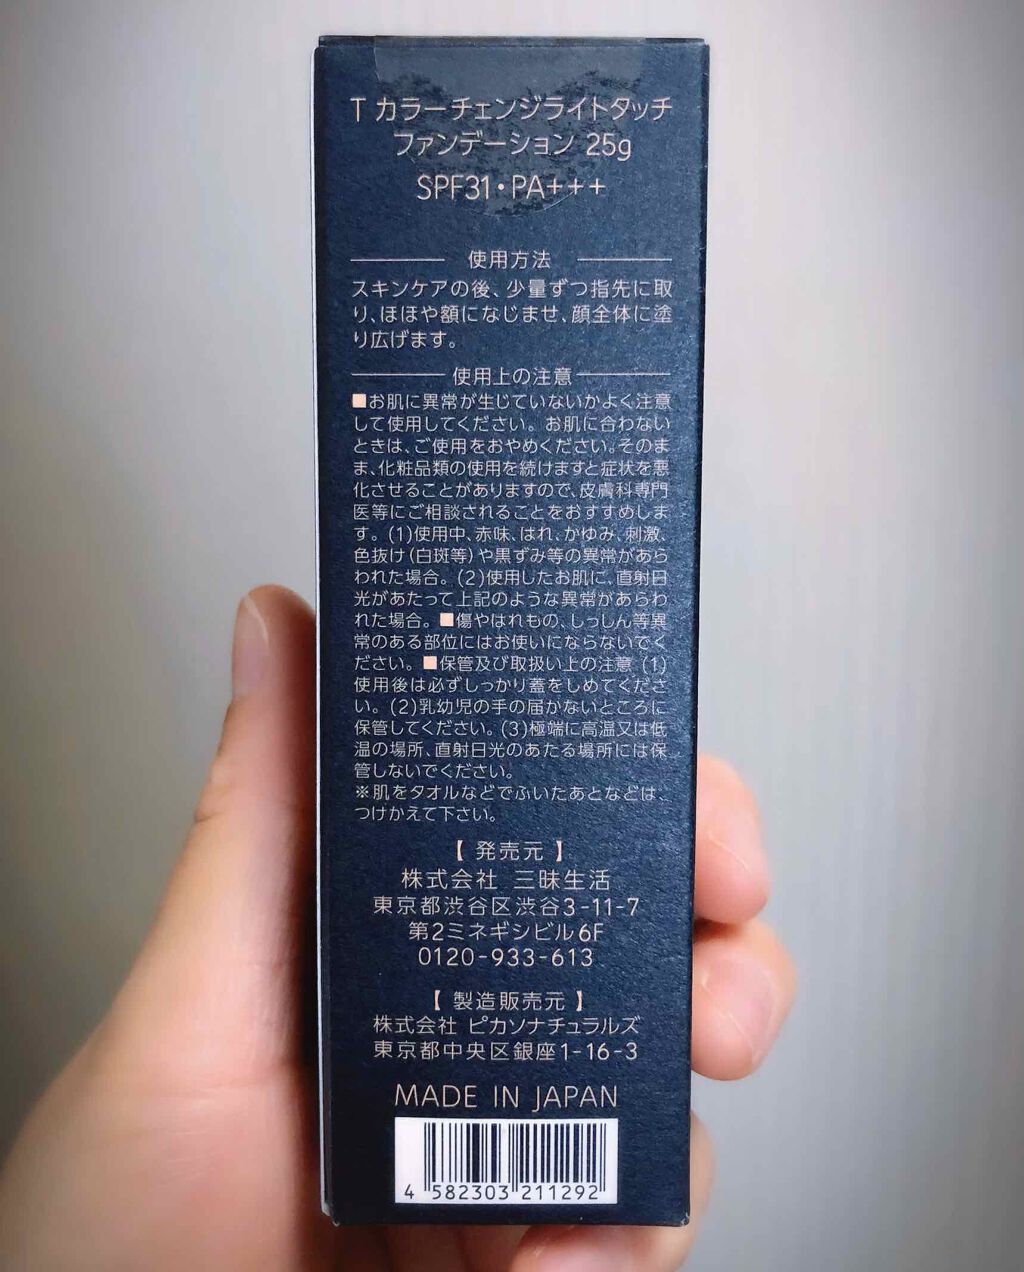 T カラーチェンジライトタッチ
ファンデーション 25g
SPF31・PA+++
使用方法
スキンケアの後、少量ずつ指先に取
り、ほほや額になじませ、顔全体に塗
り広げます。
使用上の注意
■お肌に異常が生じていないかよく注意
して使用してください。お肌に合わない
ときは、ご使用をおやめください。そのま
ま、化粧品類の使用を続けますと症状を悪
化させることがありますので、皮膚科専門
医等にご相談されることをおすすめしま
す。(1)使用中、赤味、はれ、かゆみ、刺激、
色抜け(白斑等)や黒ずみ等の異常があら
われた場合。(2)使用したお肌に、直射日
光があたって上記のような異常があらわ
れた場合。■傷やはれもの、しっしん等異
常のある部位にはお使いにならないでく
ださい。■保管及び取扱い上の注意 (1)
使用後は必ずしっかり蓋をしめてくださ
い。(2)乳幼児の手の届かないところに
保管してください。(3)極端に高温又は低
温の場所、直射日光のあたる場所には保
管しないでください。
※肌をタオルなどでふいたあとなどは、
つけかえて下さい。
【 発売元 】
株式会社 三昧生活
東京都渋谷区渋谷3-11-7
第2ミネギシビル6F
0120-933-613
【 製造販売元 】
株式会社 ピカソナチュラルズ
東京都中央区銀座1-16-3
MADE IN JAPAN
4 582303 211292